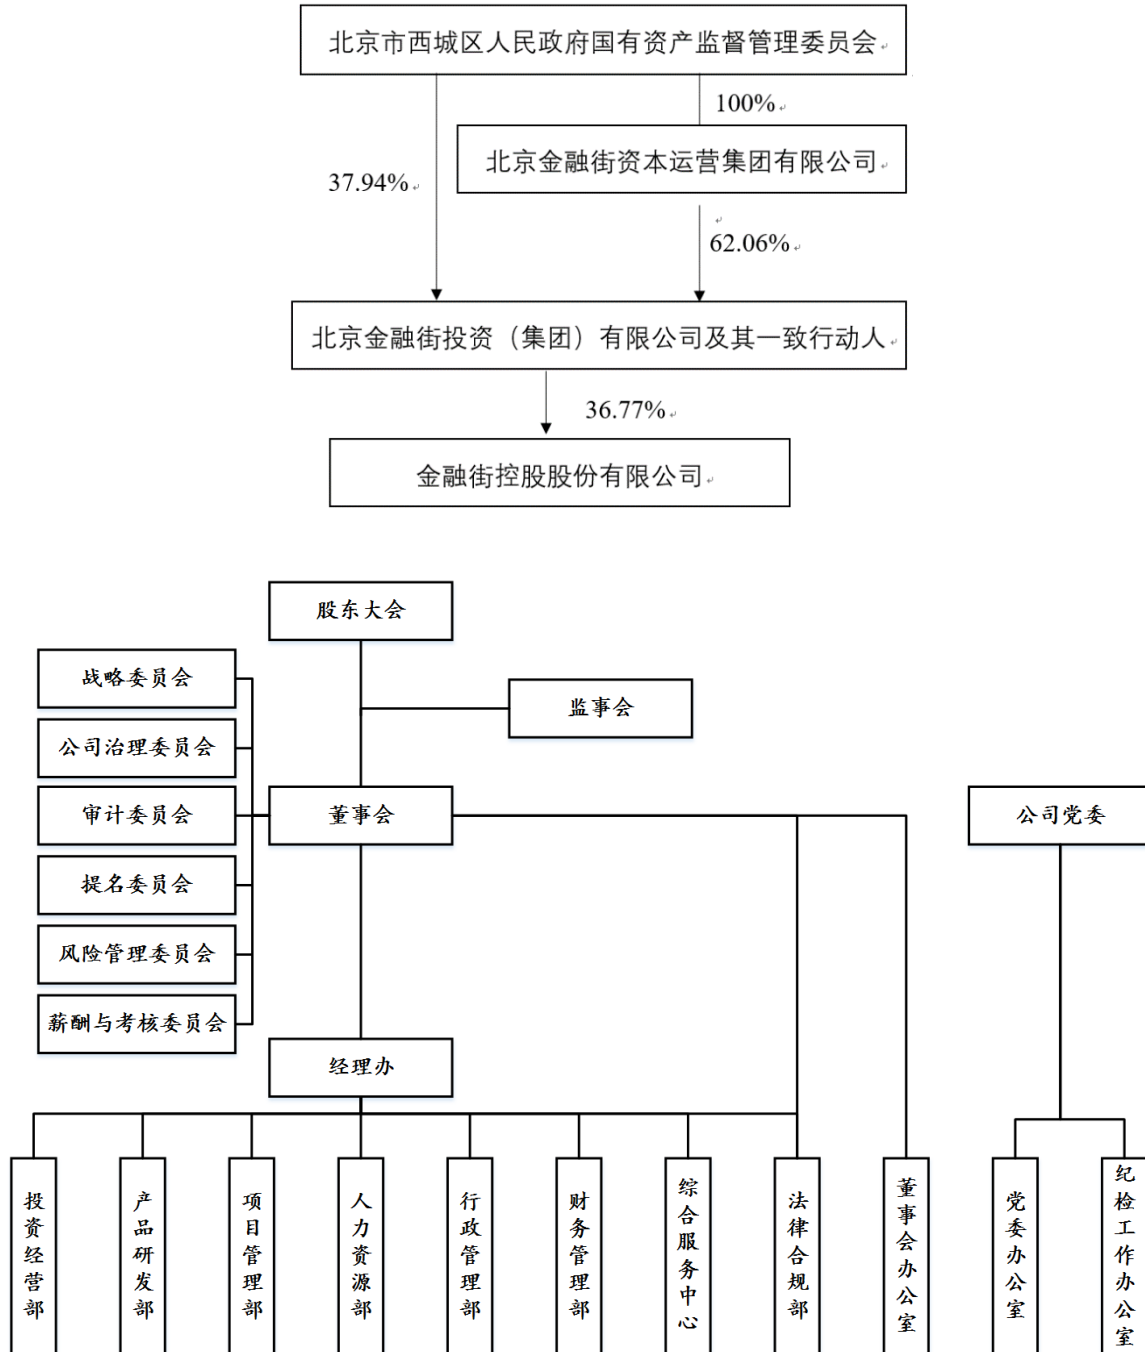 北京市西城区人民政府国有资产监督管理委员会
100%
北京金融街资本运营集团有限公司
37.94%
62.06%
北京金融街投资（集团）有限公司及其一致行动人
36.77%
金融街控股股份有限公司
股东大会
战略委员会
监事会
公司治理委员会
审计委员会
董事会
公司党委
提名委员会
风险管理委员会
薪酬与考核委员会
经理办
投资经营部
产品研发部
项目管理部
人力资源部
行政管理部
财务管理部
综合服务中心
法律合规部
董事会办公室
党委办公室
纪检工作办公室